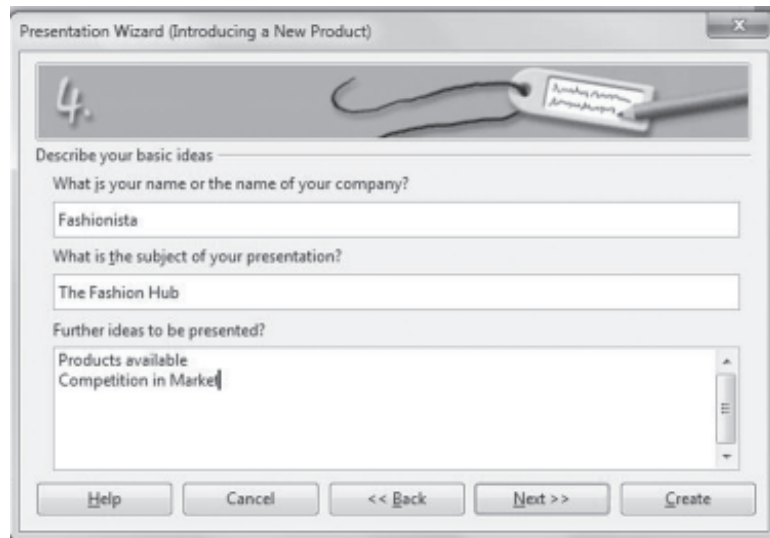 Presentation Wizard (Introducing a New Product)
4.
Describe your basic ideas
What is your name or the name of your company?
Fashionista
What is the subject of your presentation?
The Fashion Hub
Further ideas to be presented?
Products available
Competition in Market
Help Cancel << Back Next >> Create